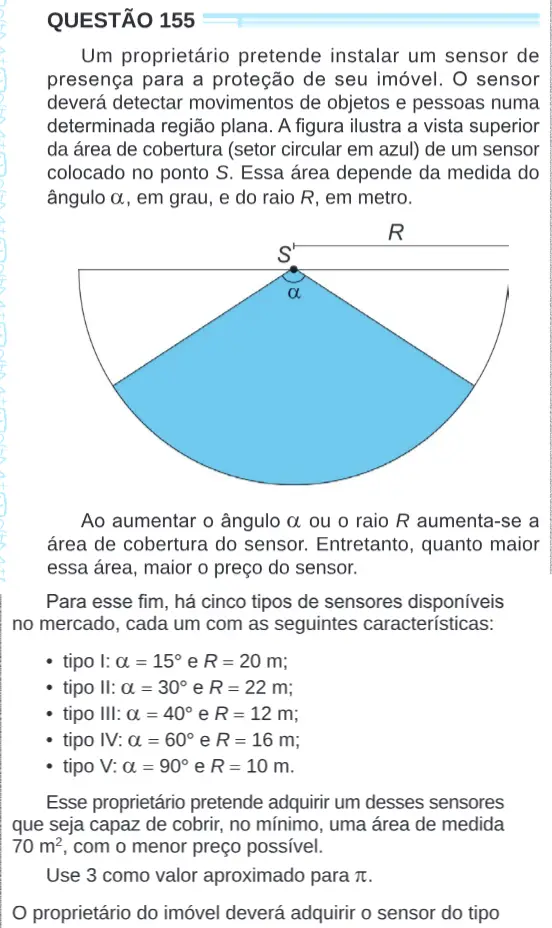 QUESTÃO 155
Um proprietário pretende instalar um sensor de
presença para a proteção de seu imóvel. O sensor
deverá detectar movimentos de objetos e pessoas numa
determinada região plana. A figura ilustra a vista superior
da área de cobertura (setor circular em azul) de um sensor
colocado no ponto S. Essa área depende da medida do
ângulo α, em grau, e do raio R, em metro.
R
S
α
Ao aumentar o ângulo α ou o raio R aumenta-se a
área de cobertura do sensor. Entretanto, quanto maior
essa área, maior o preço do sensor.
Para esse fim, há cinco tipos de sensores disponíveis
no mercado, cada um com as seguintes características:
• tipo I: α = 15° e R = 20 m;
• tipo II: α = 30° e R = 22 m;
• tipo III: α = 40° e R = 12 m;
• tipo IV: α = 60° e R = 16 m;
• tipo V: α = 90° e R = 10 m.
Esse proprietário pretende adquirir um desses sensores
que seja capaz de cobrir, no mínimo, uma área de medida
70 m², com o menor preço possível.
Use 3 como valor aproximado para π.
O proprietário do imóvel deverá adquirir o sensor do tipo